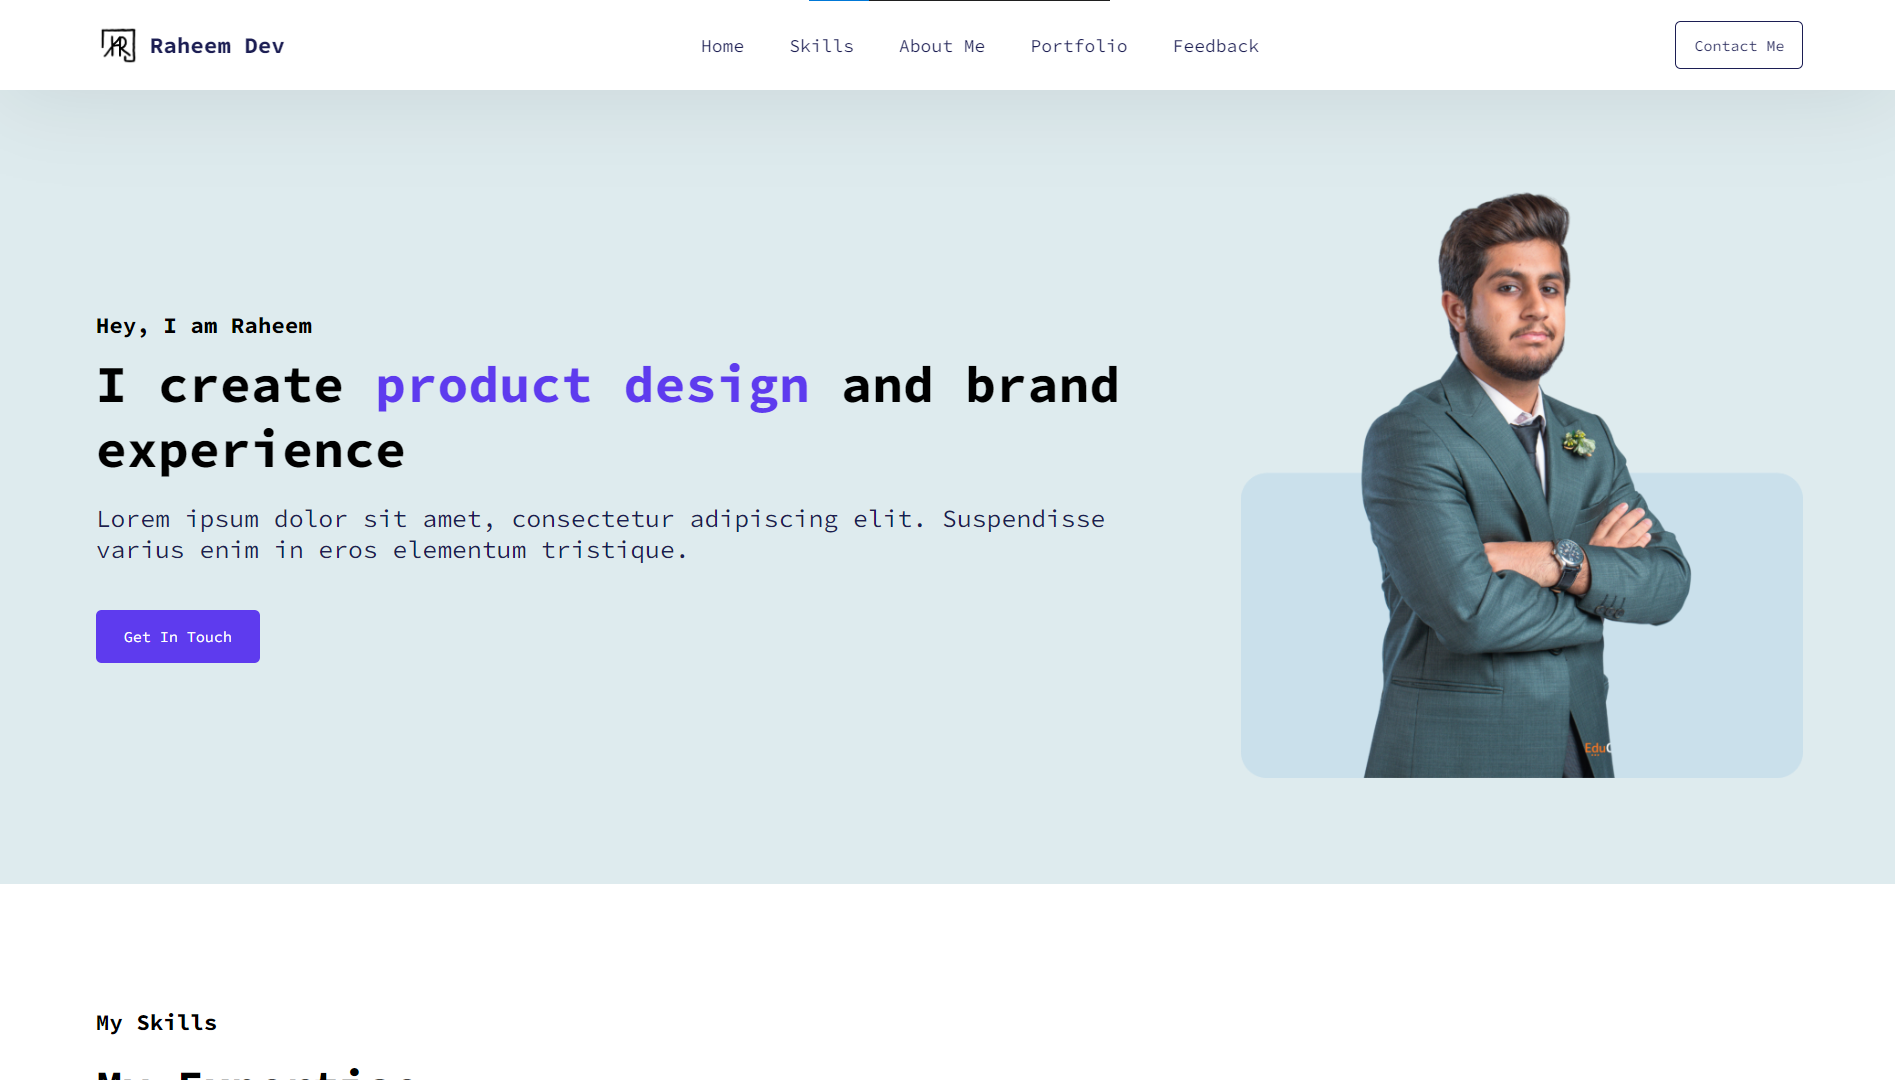 Raheem Dev
Home Skills About Me Portfolio Feedback
Contact Me
Hey, I am Raheem
I create product design and brand
experience
Lorem ipsum dolor sit amet, consectetur adipiscing elit. Suspendisse
varius enim in eros elementum tristique.
Get In Touch
Edu
My Skills
My Expertise